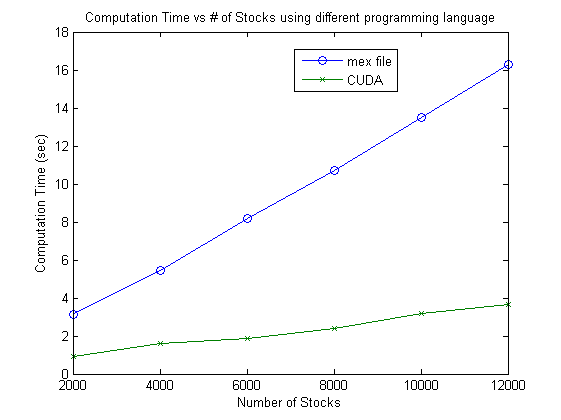 Computation Time vs # of Stocks using different programming language
18
16
14
12
10
8
6
4
2
0
Computation Time (sec)
mex file
CUDA
2000 4000 6000 8000 10000 12000
Number of Stocks